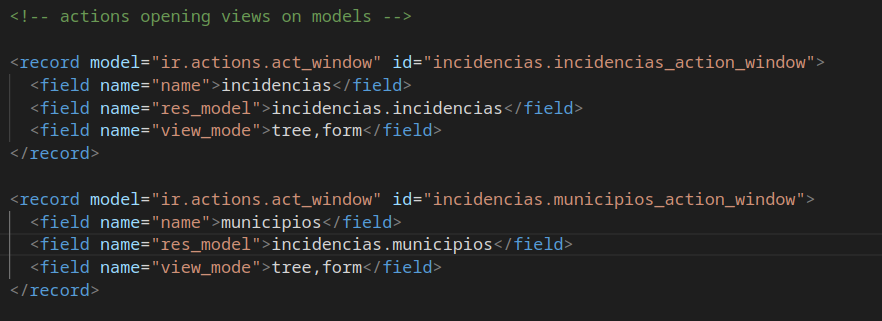 <!-- actions opening views on models -->
<record model="ir.actions.act_window" id="incidencias.incidencias_action_window">
<field name="name">incidencias</field>
<field name="res_model">incidencias.incidencias</field>
<field name="view_mode">tree,form</field>
</record>
<record model="ir.actions.act_window" id="incidencias.municipios_action_window">
<field name="name">municipios</field>
<field name="res_model">incidencias.municipios</field>
<field name="view_mode">tree,form</field>
</record>